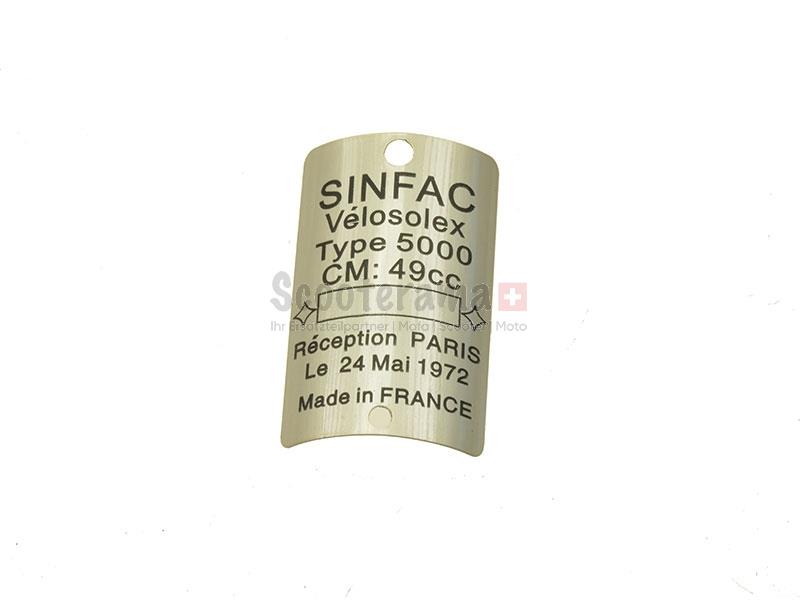 SINFAC
Vélosolex
Type 5000
CM: 49cc
Scooterama
Ihr Ersatzteilpartner | Mofa | Scooter | Moto
Réception PARIS
Le 24 Mai 1972
Made in FRANCE